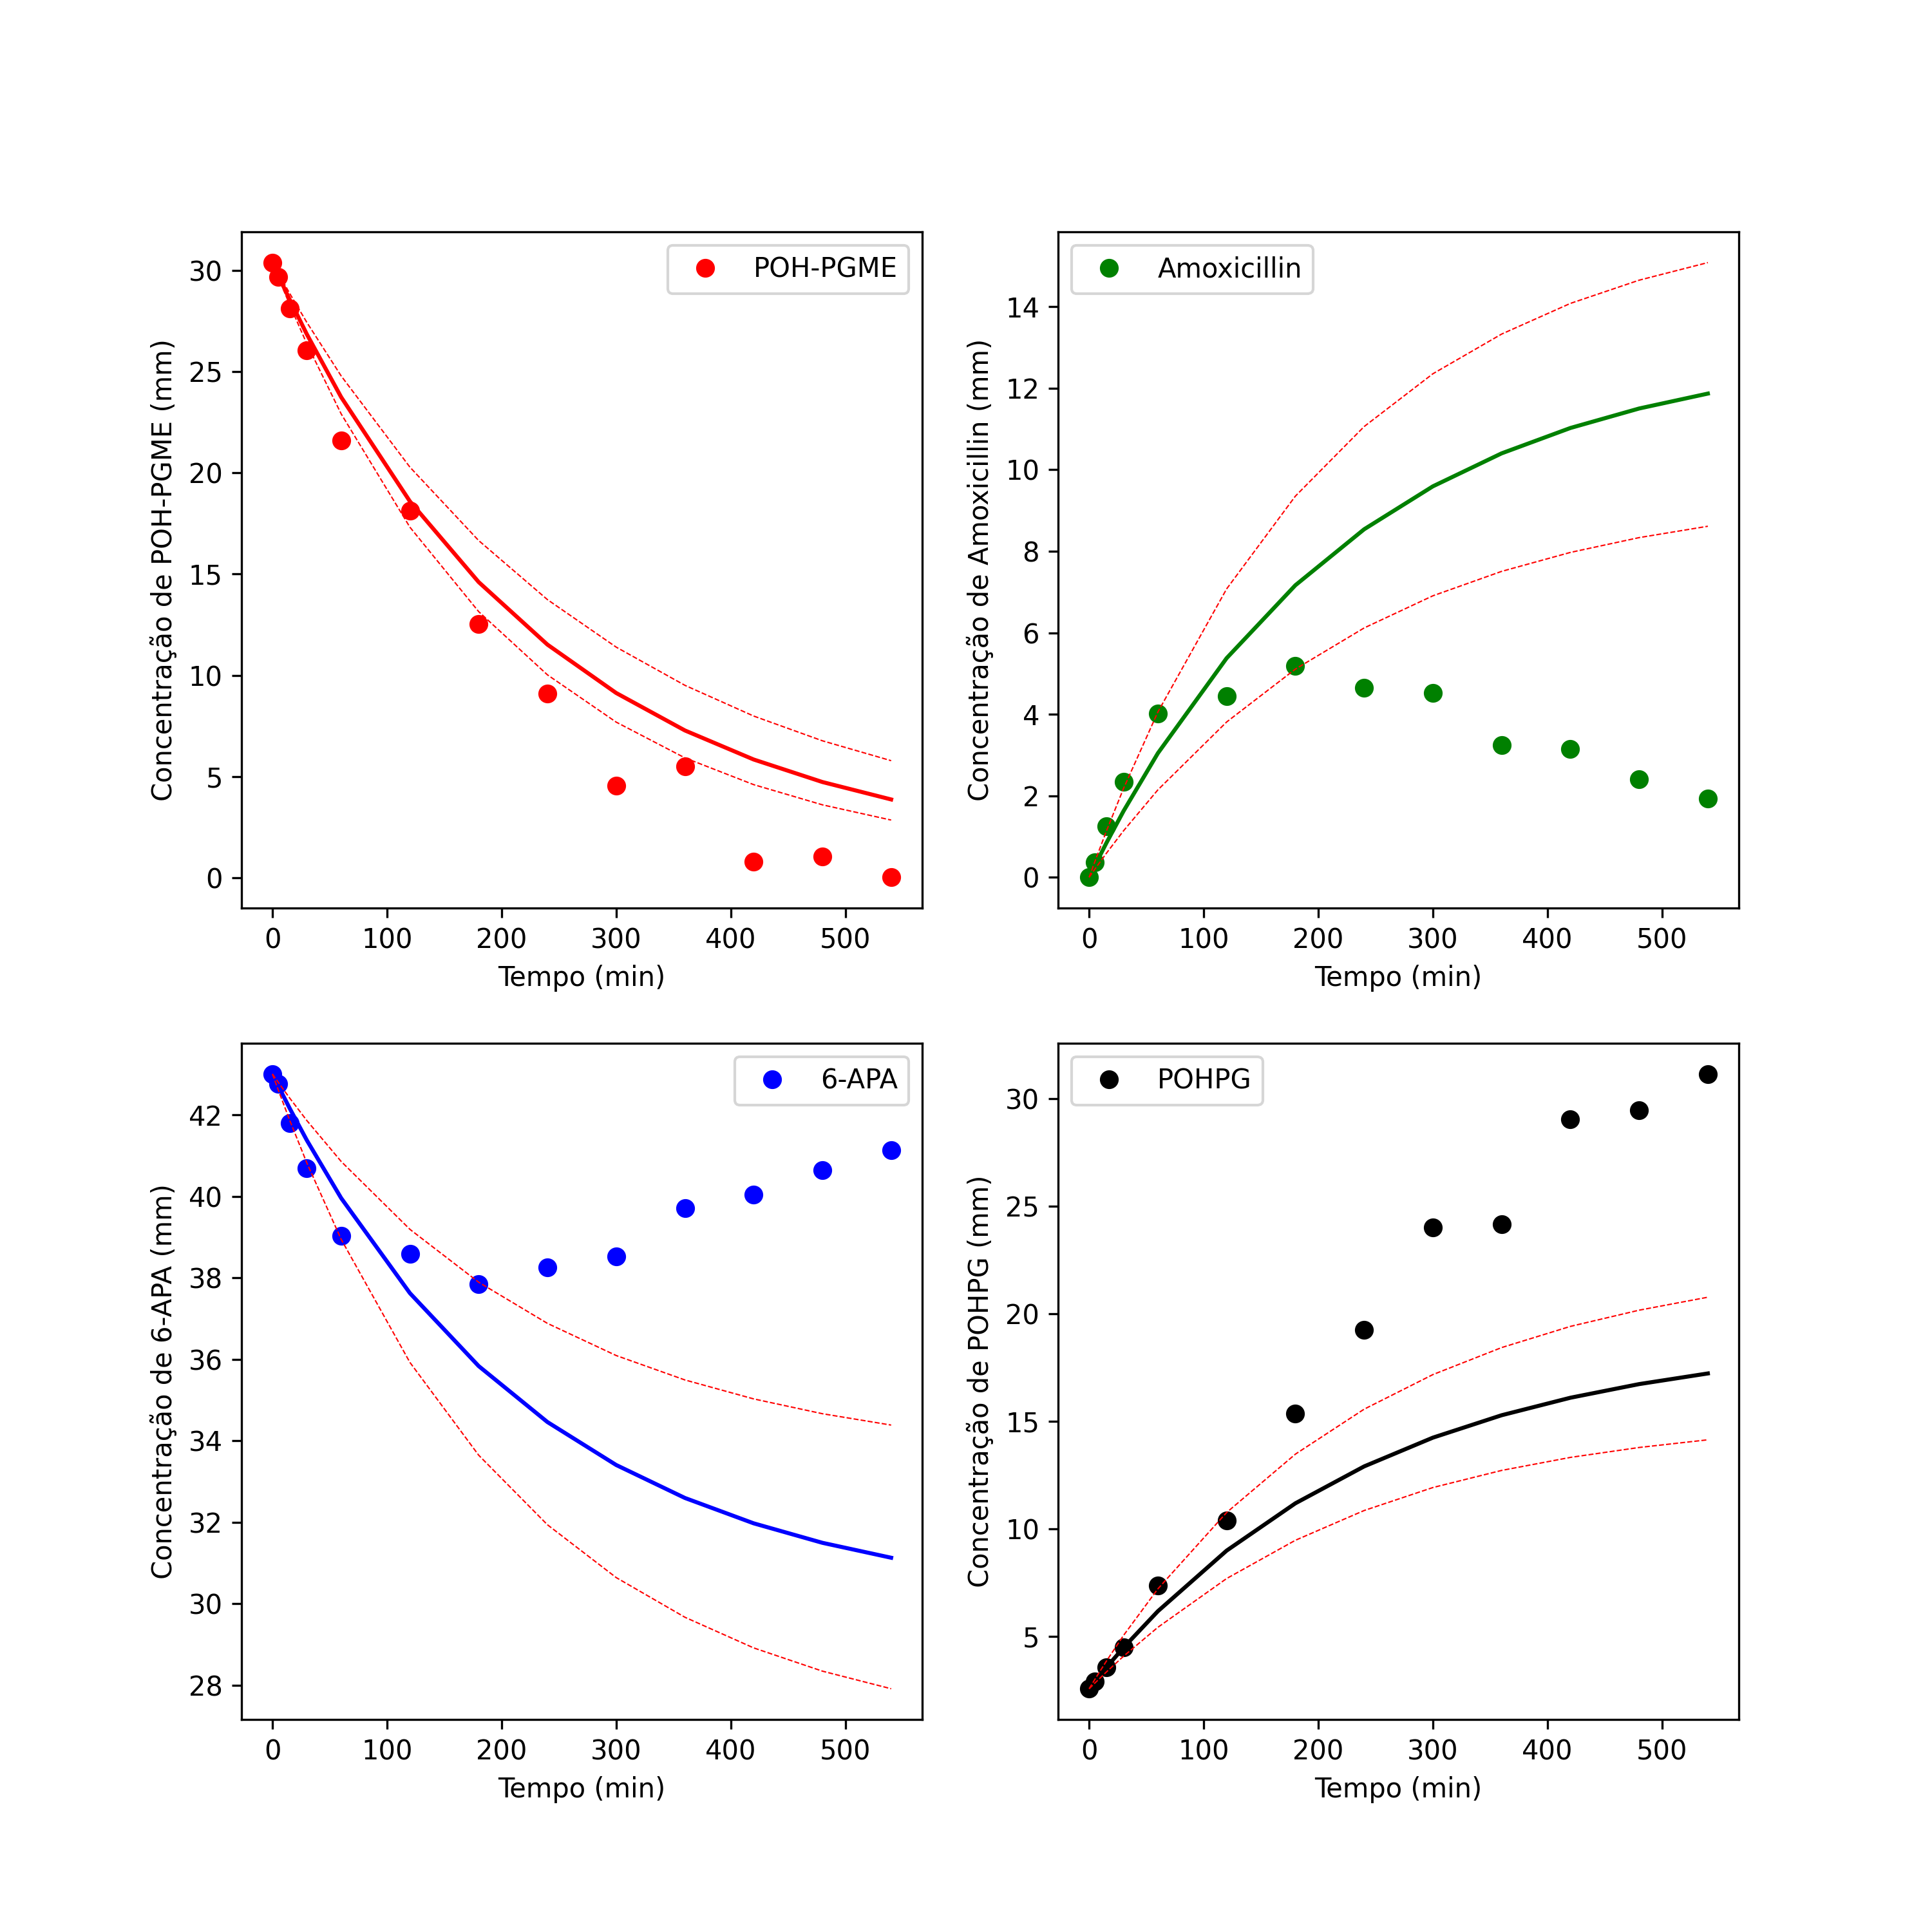 POH-PGME
Concentração de POH-PGME (mm)
30
25
20
15
10
5
0
0 100 200 300 400 500
Tempo (min)
Amoxicillin
Concentração de Amoxicillin (mm)
14
12
10
8
6
4
2
0
0 100 200 300 400 500
Tempo (min)
6-APA
Concentração de 6-APA (mm)
42
40
38
36
34
32
30
28
0 100 200 300 400 500
Tempo (min)
POHPG
Concentração de POHPG (mm)
30
25
20
15
10
5
0 100 200 300 400 500
Tempo (min)